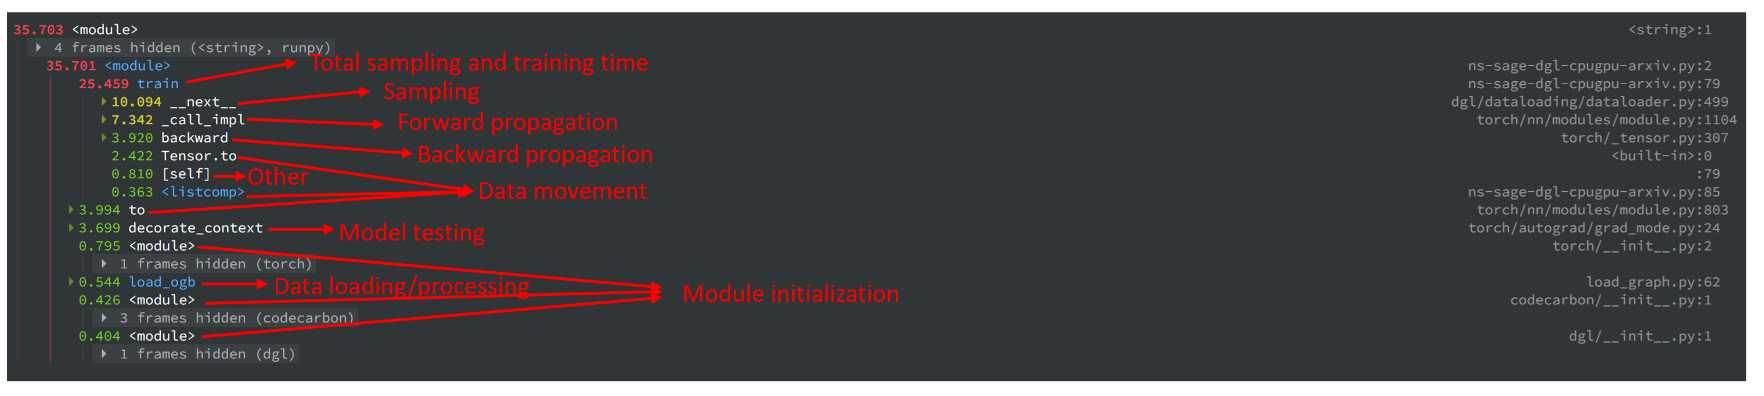 35.703 <module> <string>:1
4 frames hidden (<string>, runpy)
Total sampling and training time
35.701 <module> ns-sage-dgl-cpugpu-arxiv.py:2
25.459 train ns-sage-dgl-cpugpu-arxiv.py:79
Sampling
10.094 __next__ dgl/dataloading/dataloader.py:499
7.342 _call_impl Forward propagation torch/nn/modules/module.py:1104
3.920 backward torch/_tensor.py:307
Backward propagation
2.422 Tensor.to <built-in>:0
0.810 [self] Other :79
0.363 <listcomp> Data movement ns-sage-dgl-cpugpu-arxiv.py:85
3.994 to torch/nn/modules/module.py:803
3.699 decorate_context Model testing torch/autograd/grad_mode.py:24
0.795 <module> torch/__init__.py:2
1 frames hidden (torch)
0.544 load_ogb Data loading/processing load_graph.py:62
Module initialization
0.426 <module> codecarbon/__init__.py:1
3 frames hidden (codecarbon)
0.404 <module> dgl/__init__.py:1
1 frames hidden (dgl)